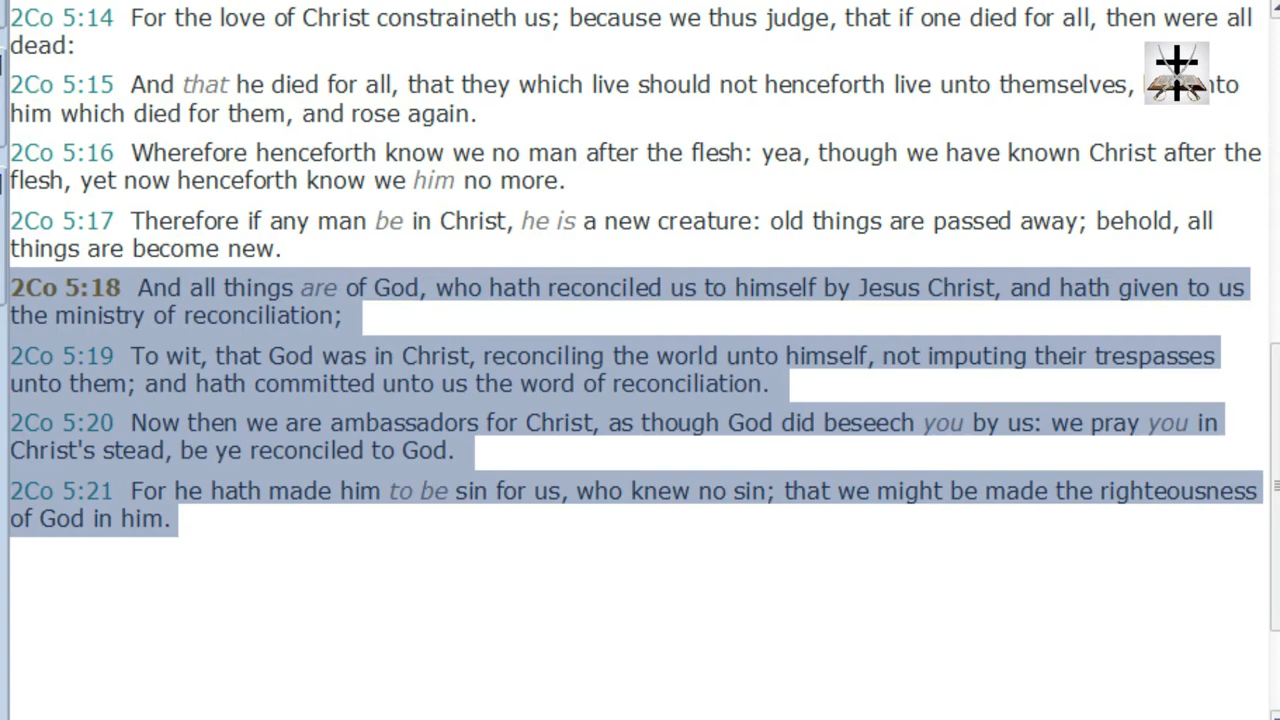 2Co 5:14 For the love of Christ constraineth us; because we thus judge, that if one died for all, then were all
dead:
2Co 5:15 And that he died for all, that they which live should not henceforth live unto themselves,
him which died for them, and rose again.
2Co 5:16 Wherefore henceforth know we no man after the flesh: yea, though we have known Christ after the
flesh, yet now henceforth know we him no more.
2Co 5:17 Therefore if any man be in Christ, he is a new creature: old things are passed away; behold, all
things are become new.
2Co 5:18 And all things are of God, who hath reconciled us to himself by Jesus Christ, and hath given to us
the ministry of reconciliation;
2Co 5:19 To wit, that God was in Christ, reconciling the world unto himself, not imputing their trespasses
unto them; and hath committed unto us the word of reconciliation.
2Co 5:20 Now then we are ambassadors for Christ, as though God did beseech you by us: we pray you in
Christ's stead, be ye reconciled to God.
2Co 5:21 For he hath made him to be sin for us, who knew no sin; that we might be made the righteousness
of God in him.